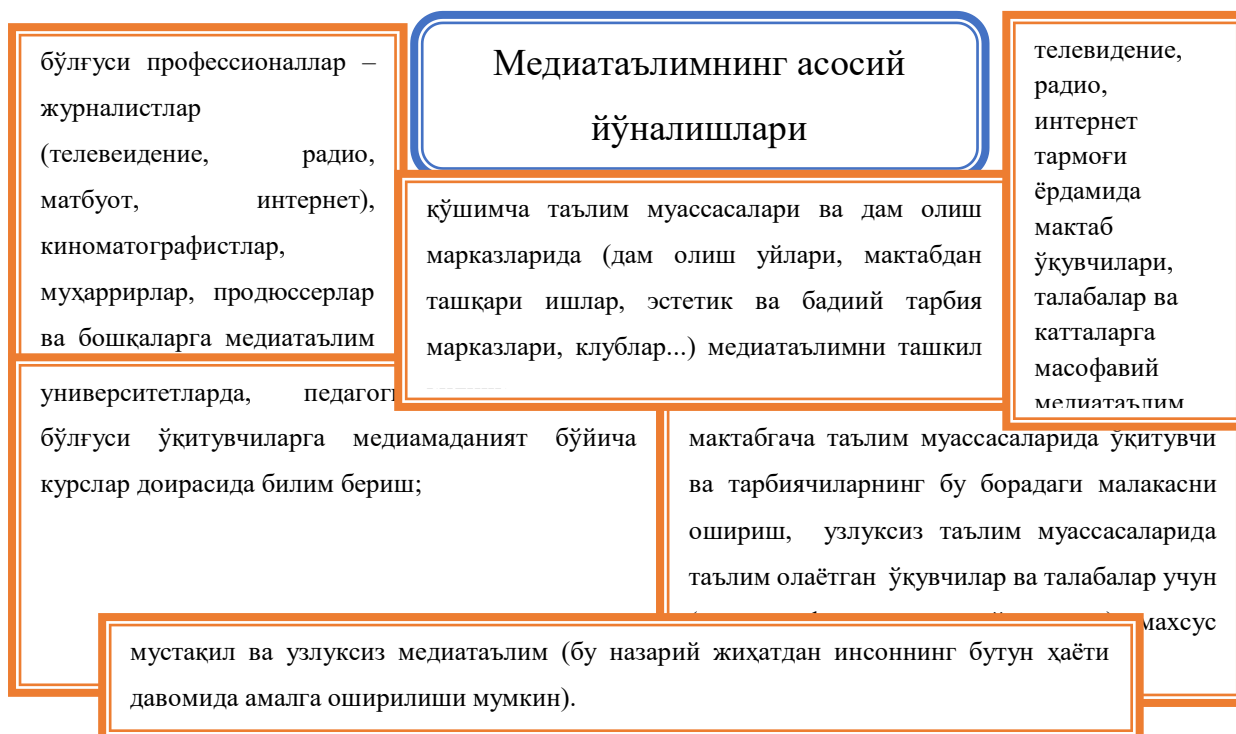 Медиатаълимнинг асосий
йўналишлари
бўлғуси профессионаллар –
журналистлар
(телевеидение, радио,
матбуот, интернет),
киноматографистлар,
муҳаррирлар, продюссерлар
ва бошқаларга медиатаълим
қўшимча таълим муассасалари ва дам олиш
марказларида (дам олиш уйлари, мактабдан
ташқари ишлар, эстетик ва бадиий тарбия
марказлари, клублар...) медиатаълимни ташкил
телевидение,
радио,
интернет
тармоғи
ёрдамида
мактаб
ўқувчилари,
талабалар ва
катталарга
масофавий
медиатаълим
университетларда,
бўлғуси ўқитувчиларга медиамаданият бўйича
курслар доирасида билим бериш;
мактабгача таълим муассасаларида ўқитувчи
ва тарбиячиларнинг бу борадаги малакасни
ошириш, узлуксиз таълим муассасаларида
таълим олаётган ўқувчилар ва талабалар учун
махсус
мустақил ва узлуксиз медиатаълим (бу назарий жиҳатдан инсоннинг бутун ҳаёти
давомида амалга оширилиши мумкин).